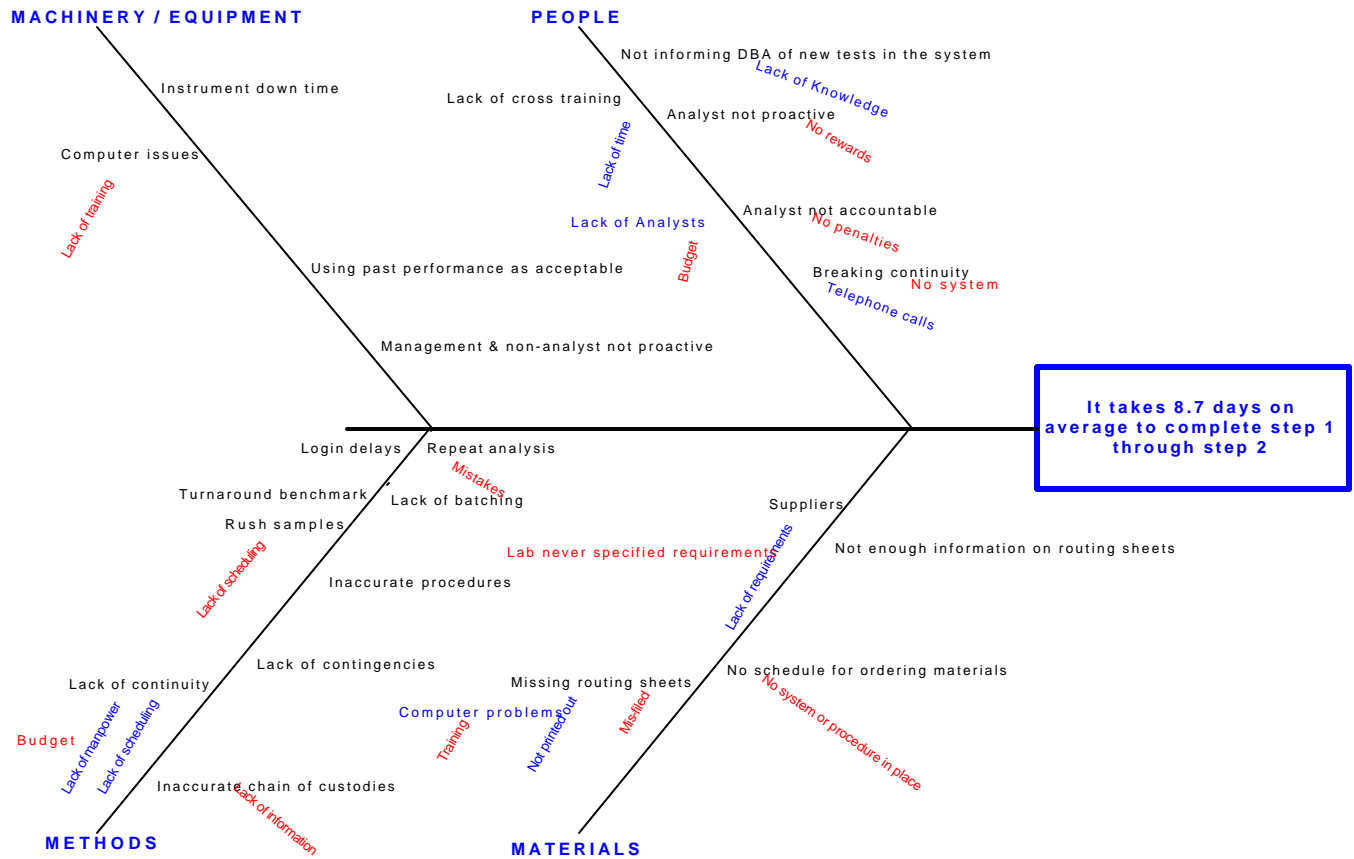 MACHINERY / EQUIPMENT
PEOPLE
Not informing DBA of new tests in the system
Lack of Knowledge
Instrument down time
Lack of cross training
Analyst not proactive
No rewards
Lack of time
Computer issues
Lack of training
Analyst not accountable
No penalties
Lack of Analysts
Budget
Using past performance as acceptable
Breaking continuity
No system
Telephone calls
Management & non-analyst not proactive
It takes 8.7 days on
average to complete step 1
through step 2
Login delays
Repeat analysis
Mistakes
Turnaround benchmark
Lack of batching
Suppliers
Rush samples
Lack of scheduling
Lab never specified requirements
Lack of requirements
Not enough information on routing sheets
Inaccurate procedures
Lack of contingencies
No schedule for ordering materials
No system or procedure in place
Lack of continuity
Missing routing sheets
Mis-filed
Computer problems
Not printed out
Training
Budget
Lack of manpower
Lack of scheduling
Inaccurate chain of custodies
Lack of information
METHODS
MATERIALS